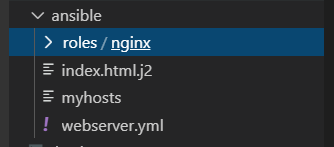 ansible
roles / nginx
index.html.j2
myhosts
! webserver.yml